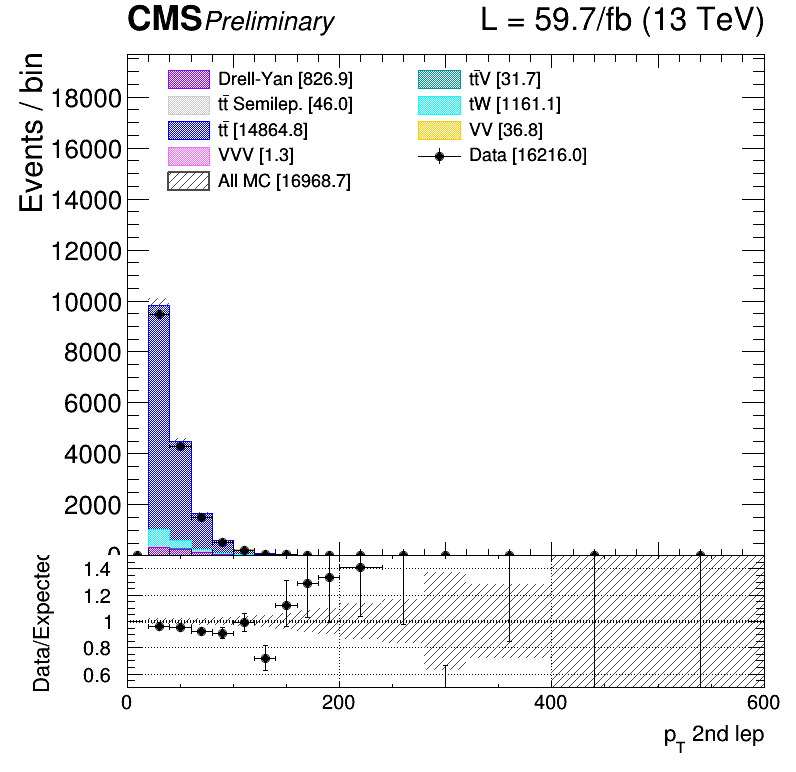 CMS Preliminary L = 59.7/fb (13 TeV)
Events / bin
Drell-Yan [826.9]
tt̄ Semilep. [46.0]
tt̄ [14864.8]
VVV [1.3]
All MC [16968.7]
tt̄V [31.7]
tW [1161.1]
VV [36.8]
Data [16216.0]
18000
16000
14000
12000
10000
8000
6000
4000
2000
0
Data/Expected
1.4
1.2
1
0.8
0.6
0 200 400 600
p_T 2nd lep